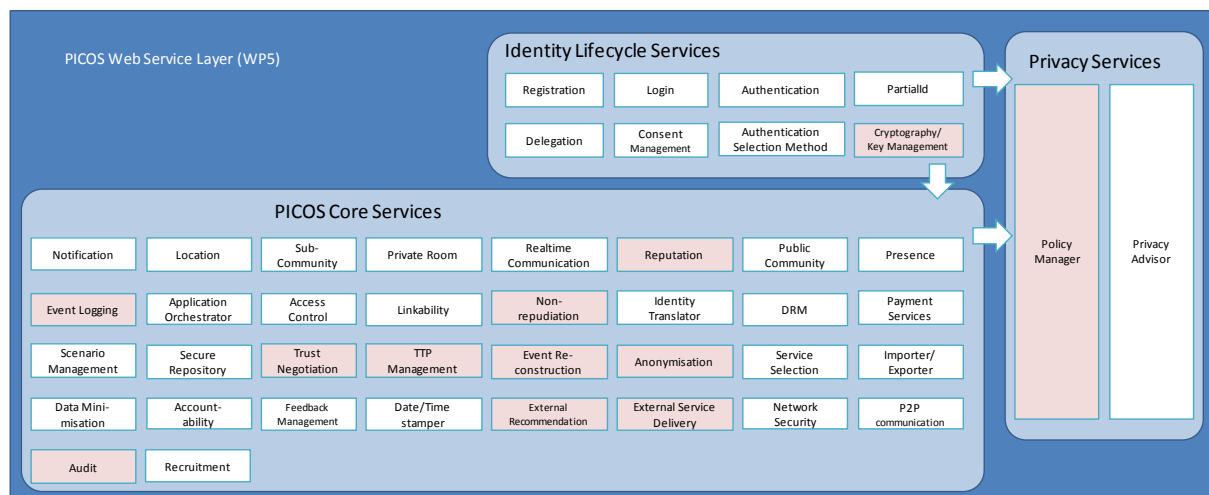 PICOS Web Service Layer (WP5)
Identity Lifecycle Services
Registration
Login
Authentication
PartialId
Delegation
Consent
Management
Authentication
Selection Method
Cryptography/
Key Management
Privacy Services
Policy
Manager
Privacy
Advisor
PICOS Core Services
Notification
Location
Sub-
Community
Private Room
Realtime
Communication
Reputation
Public
Community
Presence
Event Logging
Application
Orchestrator
Access
Control
Linkability
Non-
repudiation
Identity
Translator
DRM
Payment
Services
Scenario
Management
Secure
Repository
Trust
Negotiation
TTP
Management
Event Re-
construction
Anonymisation
Service
Selection
Importer/
Exporter
Data Mini-
misation
Account-
ability
Feedback
Management
Date/Time
stamper
External
Recommendation
External Service
Delivery
Network
Security
P2P
communication
Audit
Recruitment